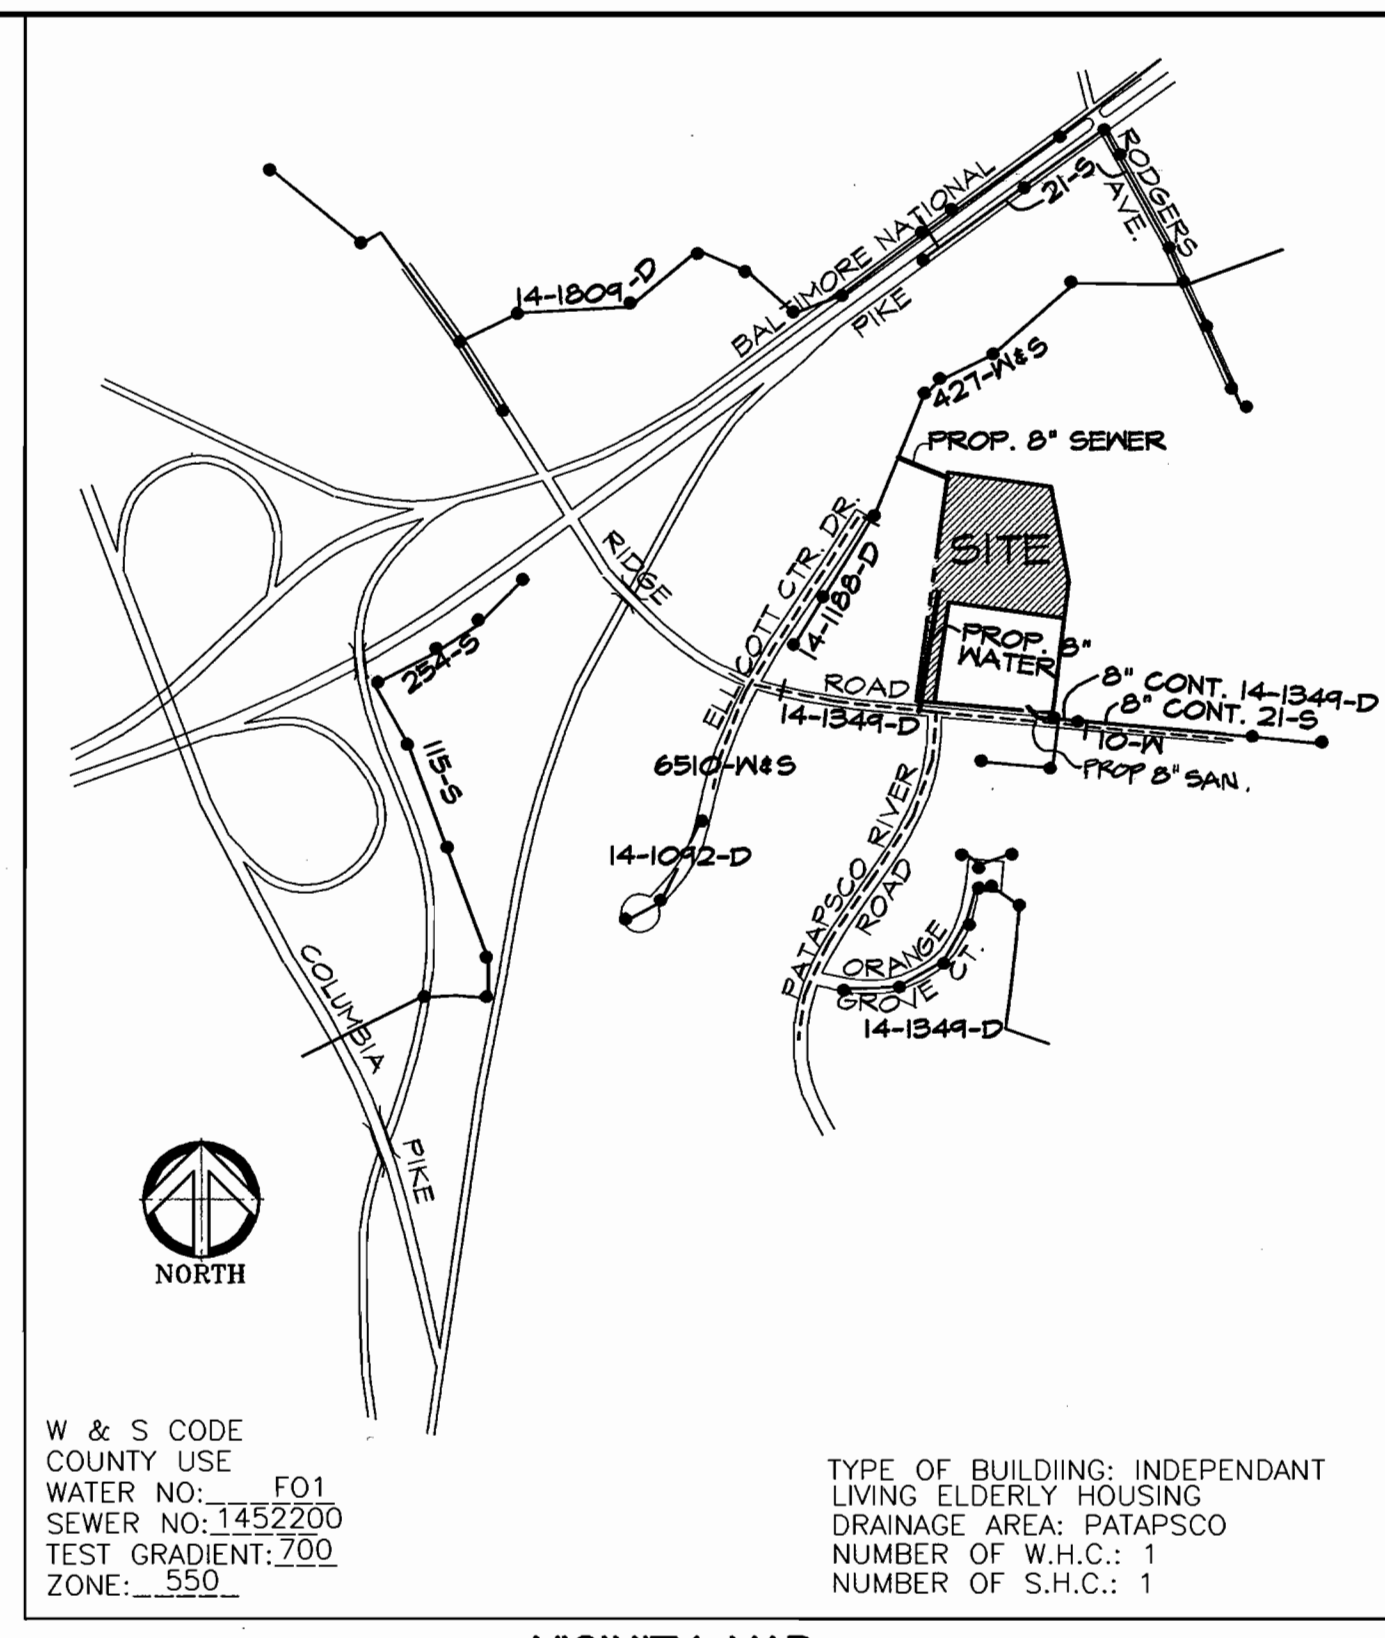 BALTIMORE NATIONAL
PIKE
21-S
RODGERS
AVE.
14-1809-D
427-W&S
PROP. 8" SEWER
SITE
RIDGE
ROAD
ELLICOTT CTR. DR.
14-1188-D
PROP. 8"
WATER
254-S
115-S
8" CONT. 14-1349-D
8" CONT. 21-S
14-1349-D
110-W
PROP 8" SAN.
6510-W&S
14-1092-D
PATAPSCO RIVER
ROAD
ORANGE
GROVE CT.
14-1349-D
COLUMBIA
PIKE
NORTH
W & S CODE
COUNTY USE
WATER NO: F01
SEWER NO: 1452200
TEST GRADIENT: 700
ZONE: 550
TYPE OF BUILDIING: INDEPENDANT
LIVING ELDERLY HOUSING
DRAINAGE AREA: PATAPSCO
NUMBER OF W.H.C.: 1
NUMBER OF S.H.C.: 1